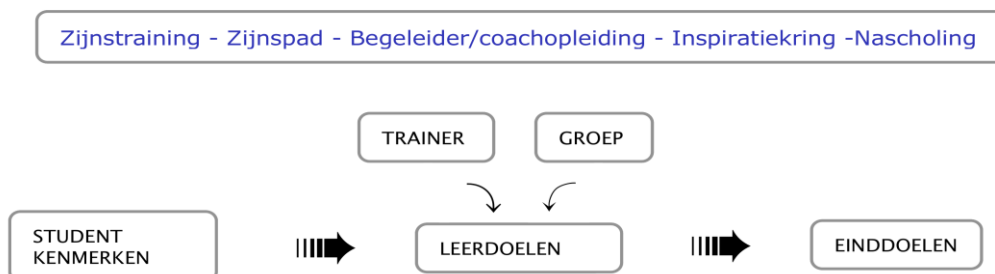 Zijnstraining - Zijnspad - Begeleider/coachopleiding - Inspiratiekring -Nascholing
TRAINER
GROEP
STUDENT
KENMERKEN
LEERDOELEN
EINDDOELEN